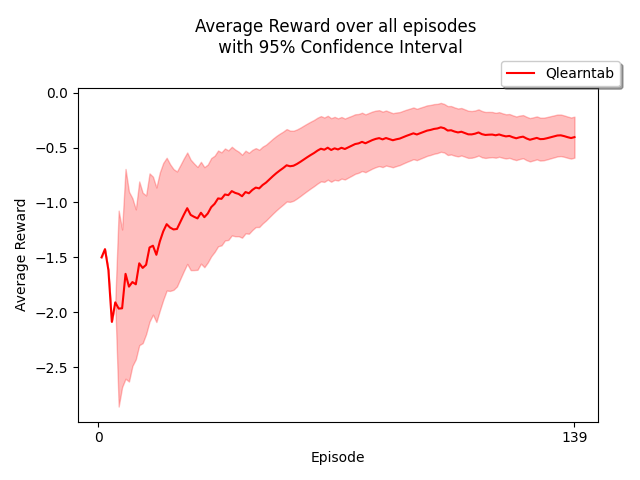 Average Reward over all episodes
with 95% Confidence Interval
Qlearntab
0.0
−0.5
−1.0
−1.5
−2.0
−2.5
Average Reward
0
139
Episode